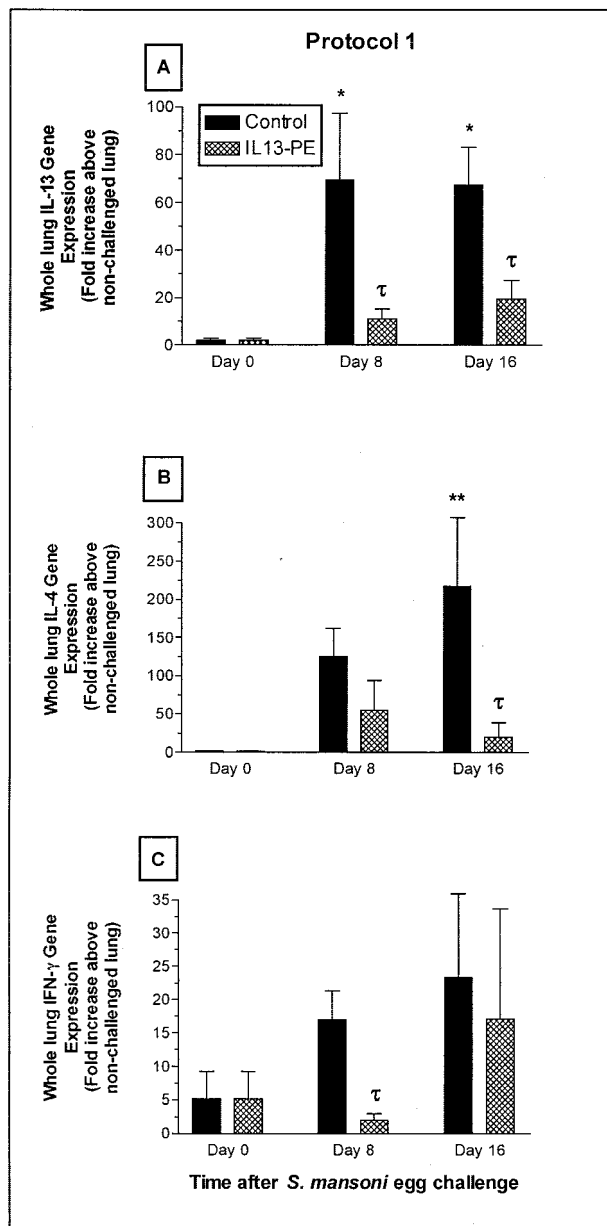 Protocol 1
A
Whole lung IL-13 Gene
Expression
(Fold increase above
non-challenged lung)
100
80
60
40
20
0
Control
IL13-PE
*
*
τ
τ
Day 0
Day 8
Day 16
B
Whole lung IL-4 Gene
Expression
(Fold increase above
non-challenged lung)
300
250
200
150
100
50
0
**
τ
Day 0
Day 8
Day 16
C
Whole lung IFN-γ Gene
Expression
(Fold increase above
non-challenged lung)
35
30
25
20
15
10
5
0
τ
Day 0
Day 8
Day 16
Time after S. mansoni egg challenge